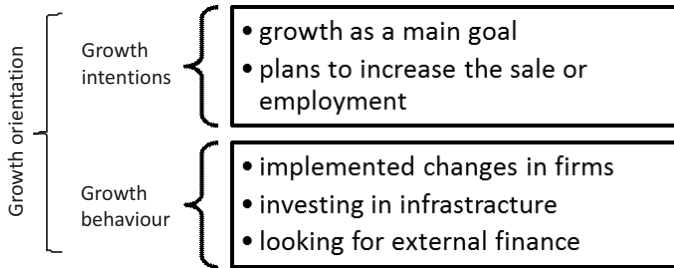 Growth orientation
Growth
intentions
• growth as a main goal
• plans to increase the sale or
employment
Growth
behaviour
• implemented changes in firms
• investing in infrastracture
• looking for external finance